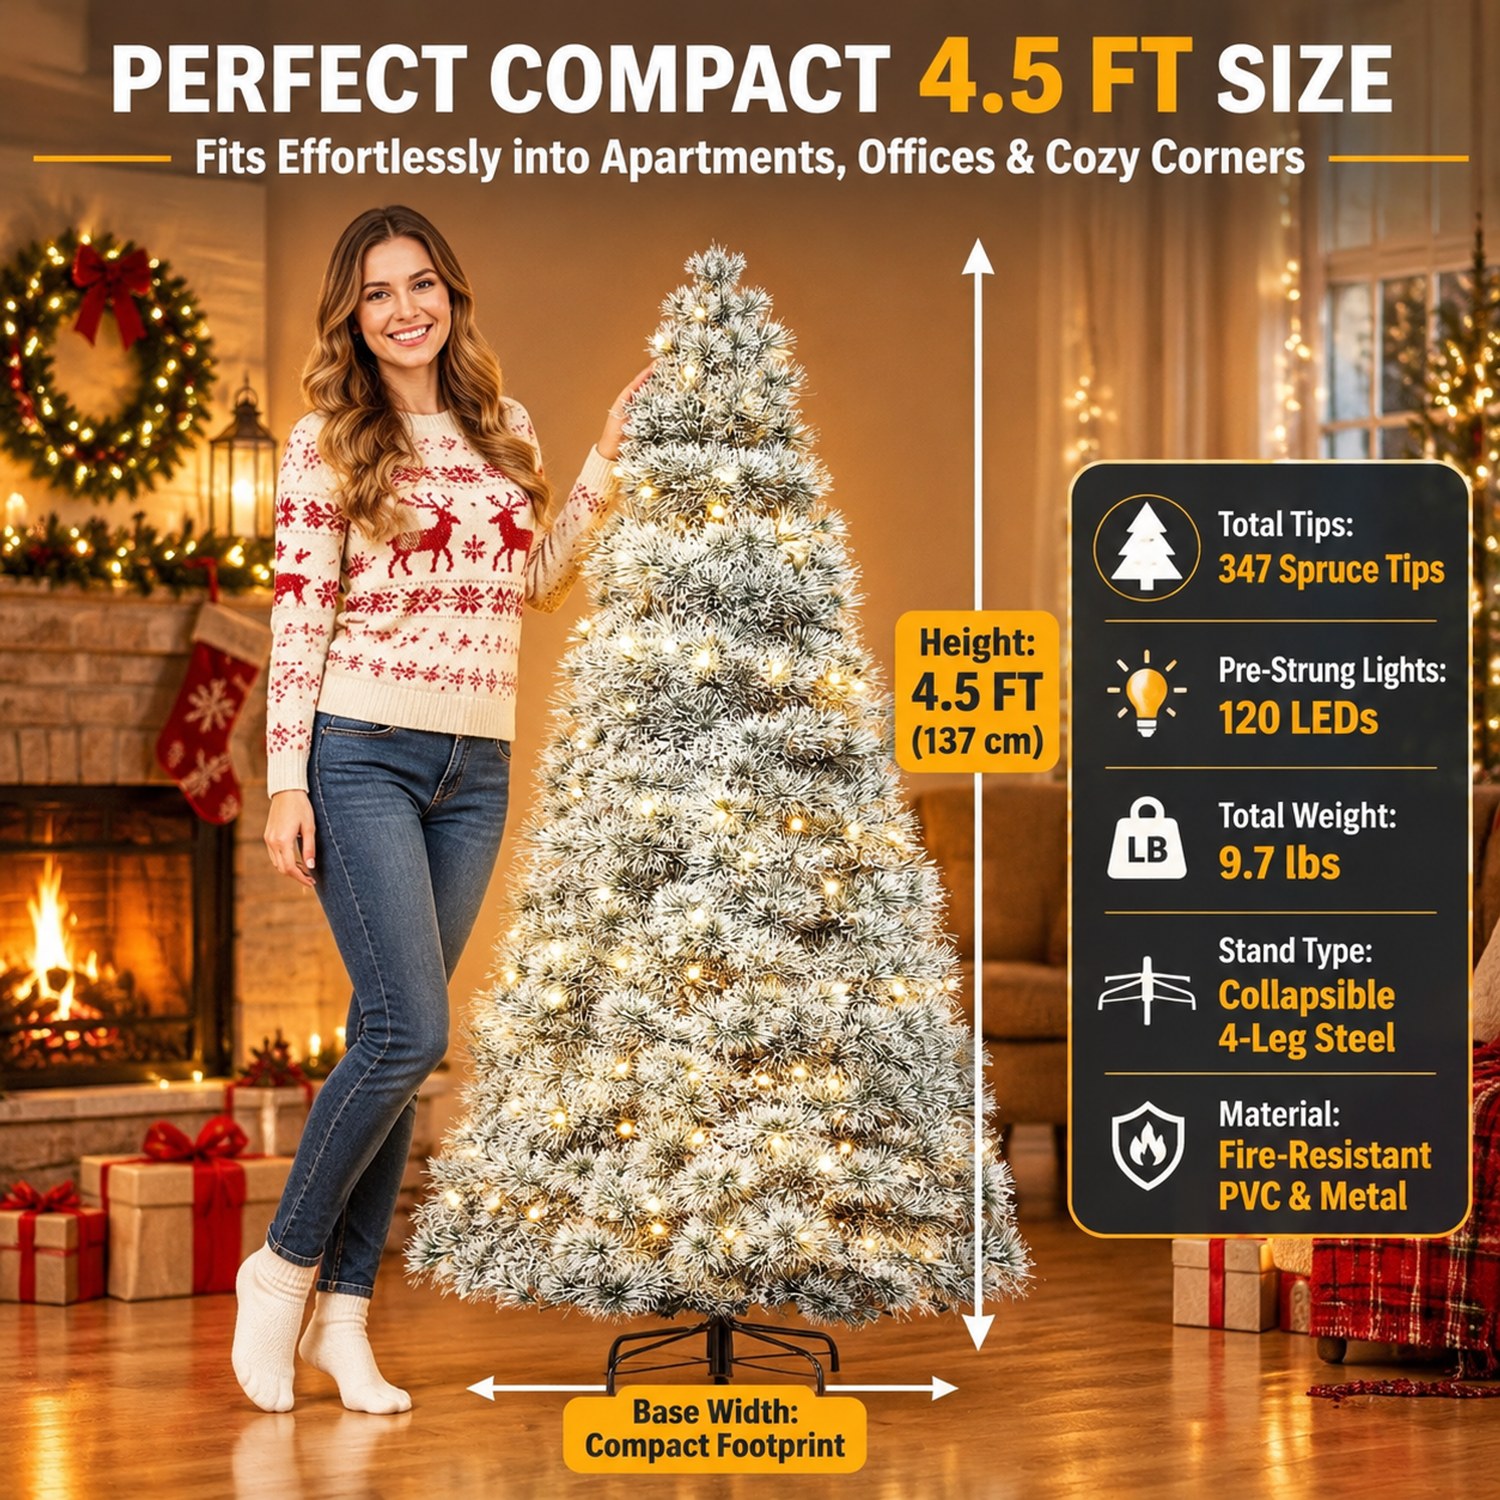 PERFECT COMPACT 4.5 FT SIZE
Fits Effortlessly into Apartments, Offices & Cozy Corners
Height:
4.5 FT
(137 cm)
Total Tips:
347 Spruce Tips
Pre-Strung Lights:
120 LEDs
LB
Total Weight:
9.7 lbs
Stand Type:
Collapsible
4-Leg Steel
Material:
Fire-Resistant
PVC & Metal
Base Width:
Compact Footprint